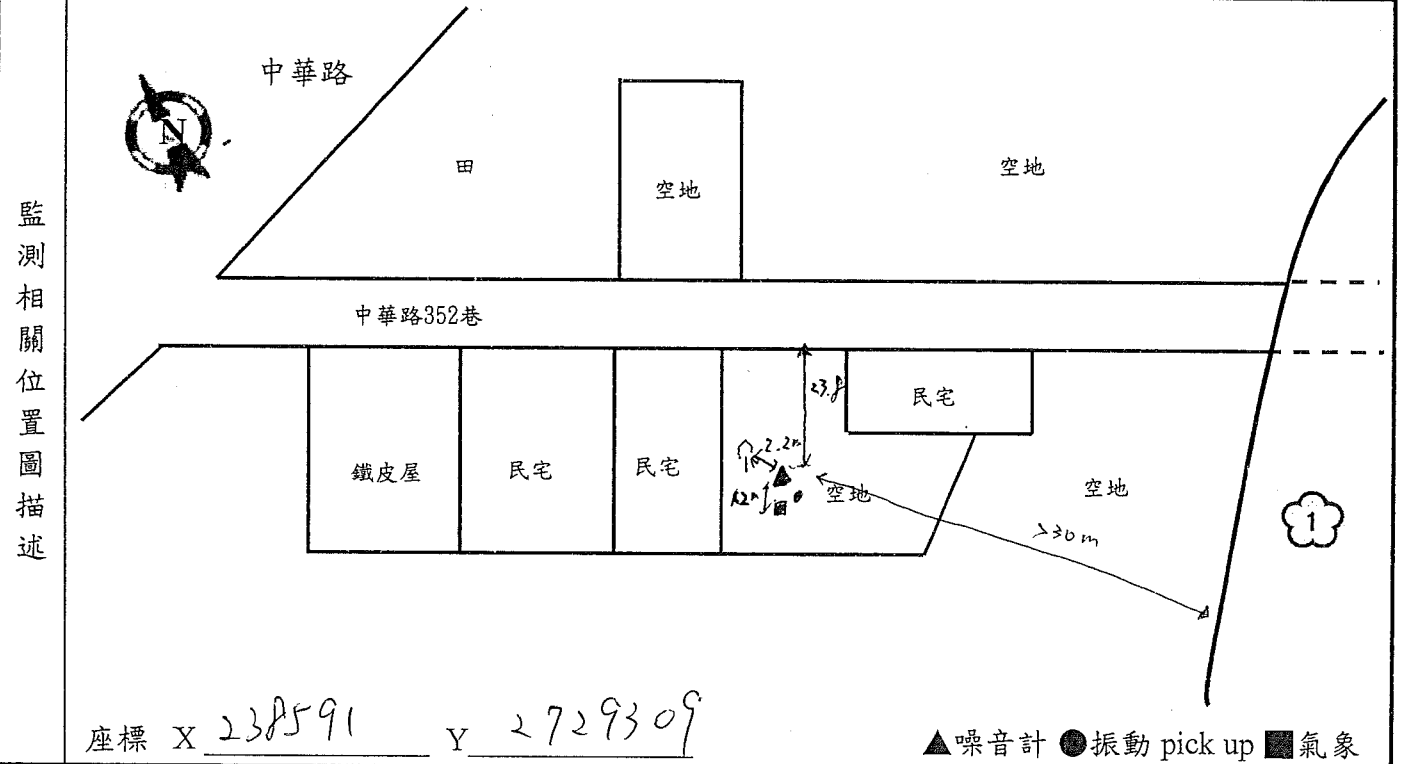 監測相關位置圖描述
中華路
N
田
空地
空地
中華路352巷
23.8
民宅
鐵皮屋
民宅
民宅
2.2m
空地
空地
>30m
1
座標 X 238591 Y 2729309
▲噪音計 ●振動 pick up ■氣象